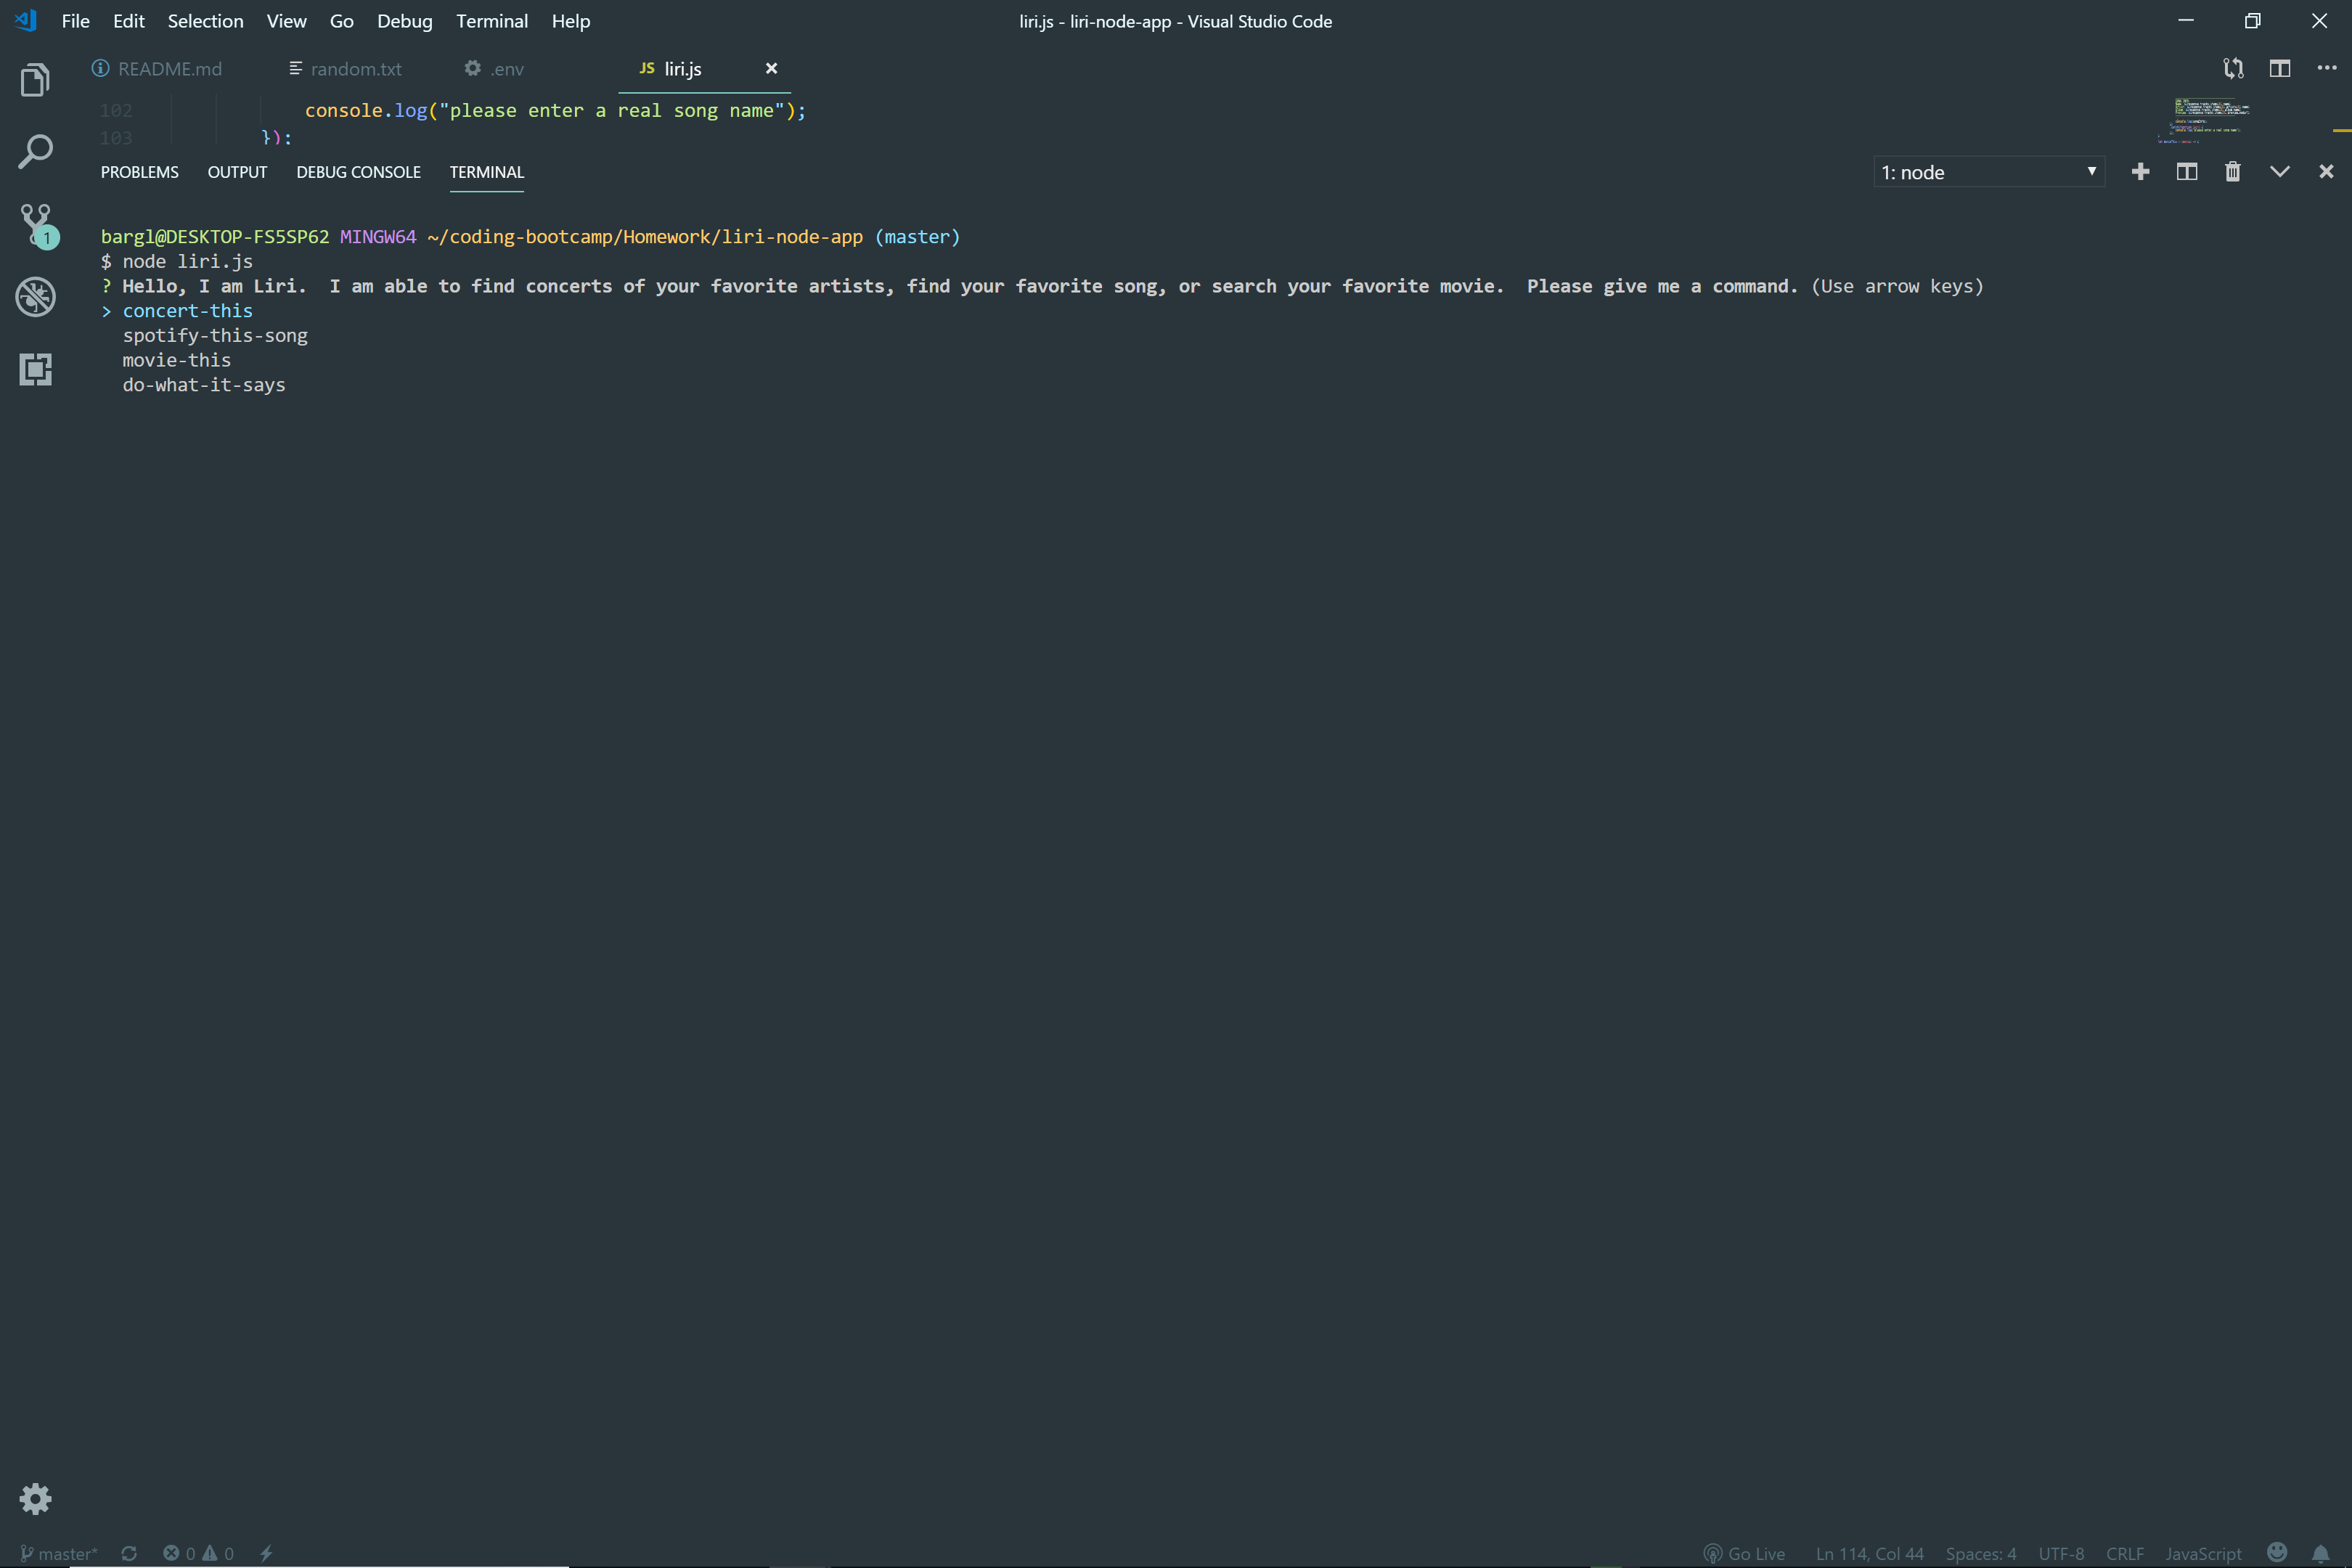 File Edit Selection View Go Debug Terminal Help
liri.js - liri-node-app - Visual Studio Code
README.md random.txt .env JS liri.js
102 console.log("please enter a real song name");
103 });
PROBLEMS OUTPUT DEBUG CONSOLE TERMINAL
1: node
1
bargl@DESKTOP-FS5SP62 MINGW64 ~/coding-bootcamp/Homework/liri-node-app (master)
$ node liri.js
? Hello, I am Liri.  I am able to find concerts of your favorite artists, find your favorite song, or search your favorite movie.  Please give me a command. (Use arrow keys)
> concert-this
spotify-this-song
movie-this
do-what-it-says
master* 0 0
Go Live Ln 114, Col 44 Spaces: 4 UTF-8 CRLF JavaScript